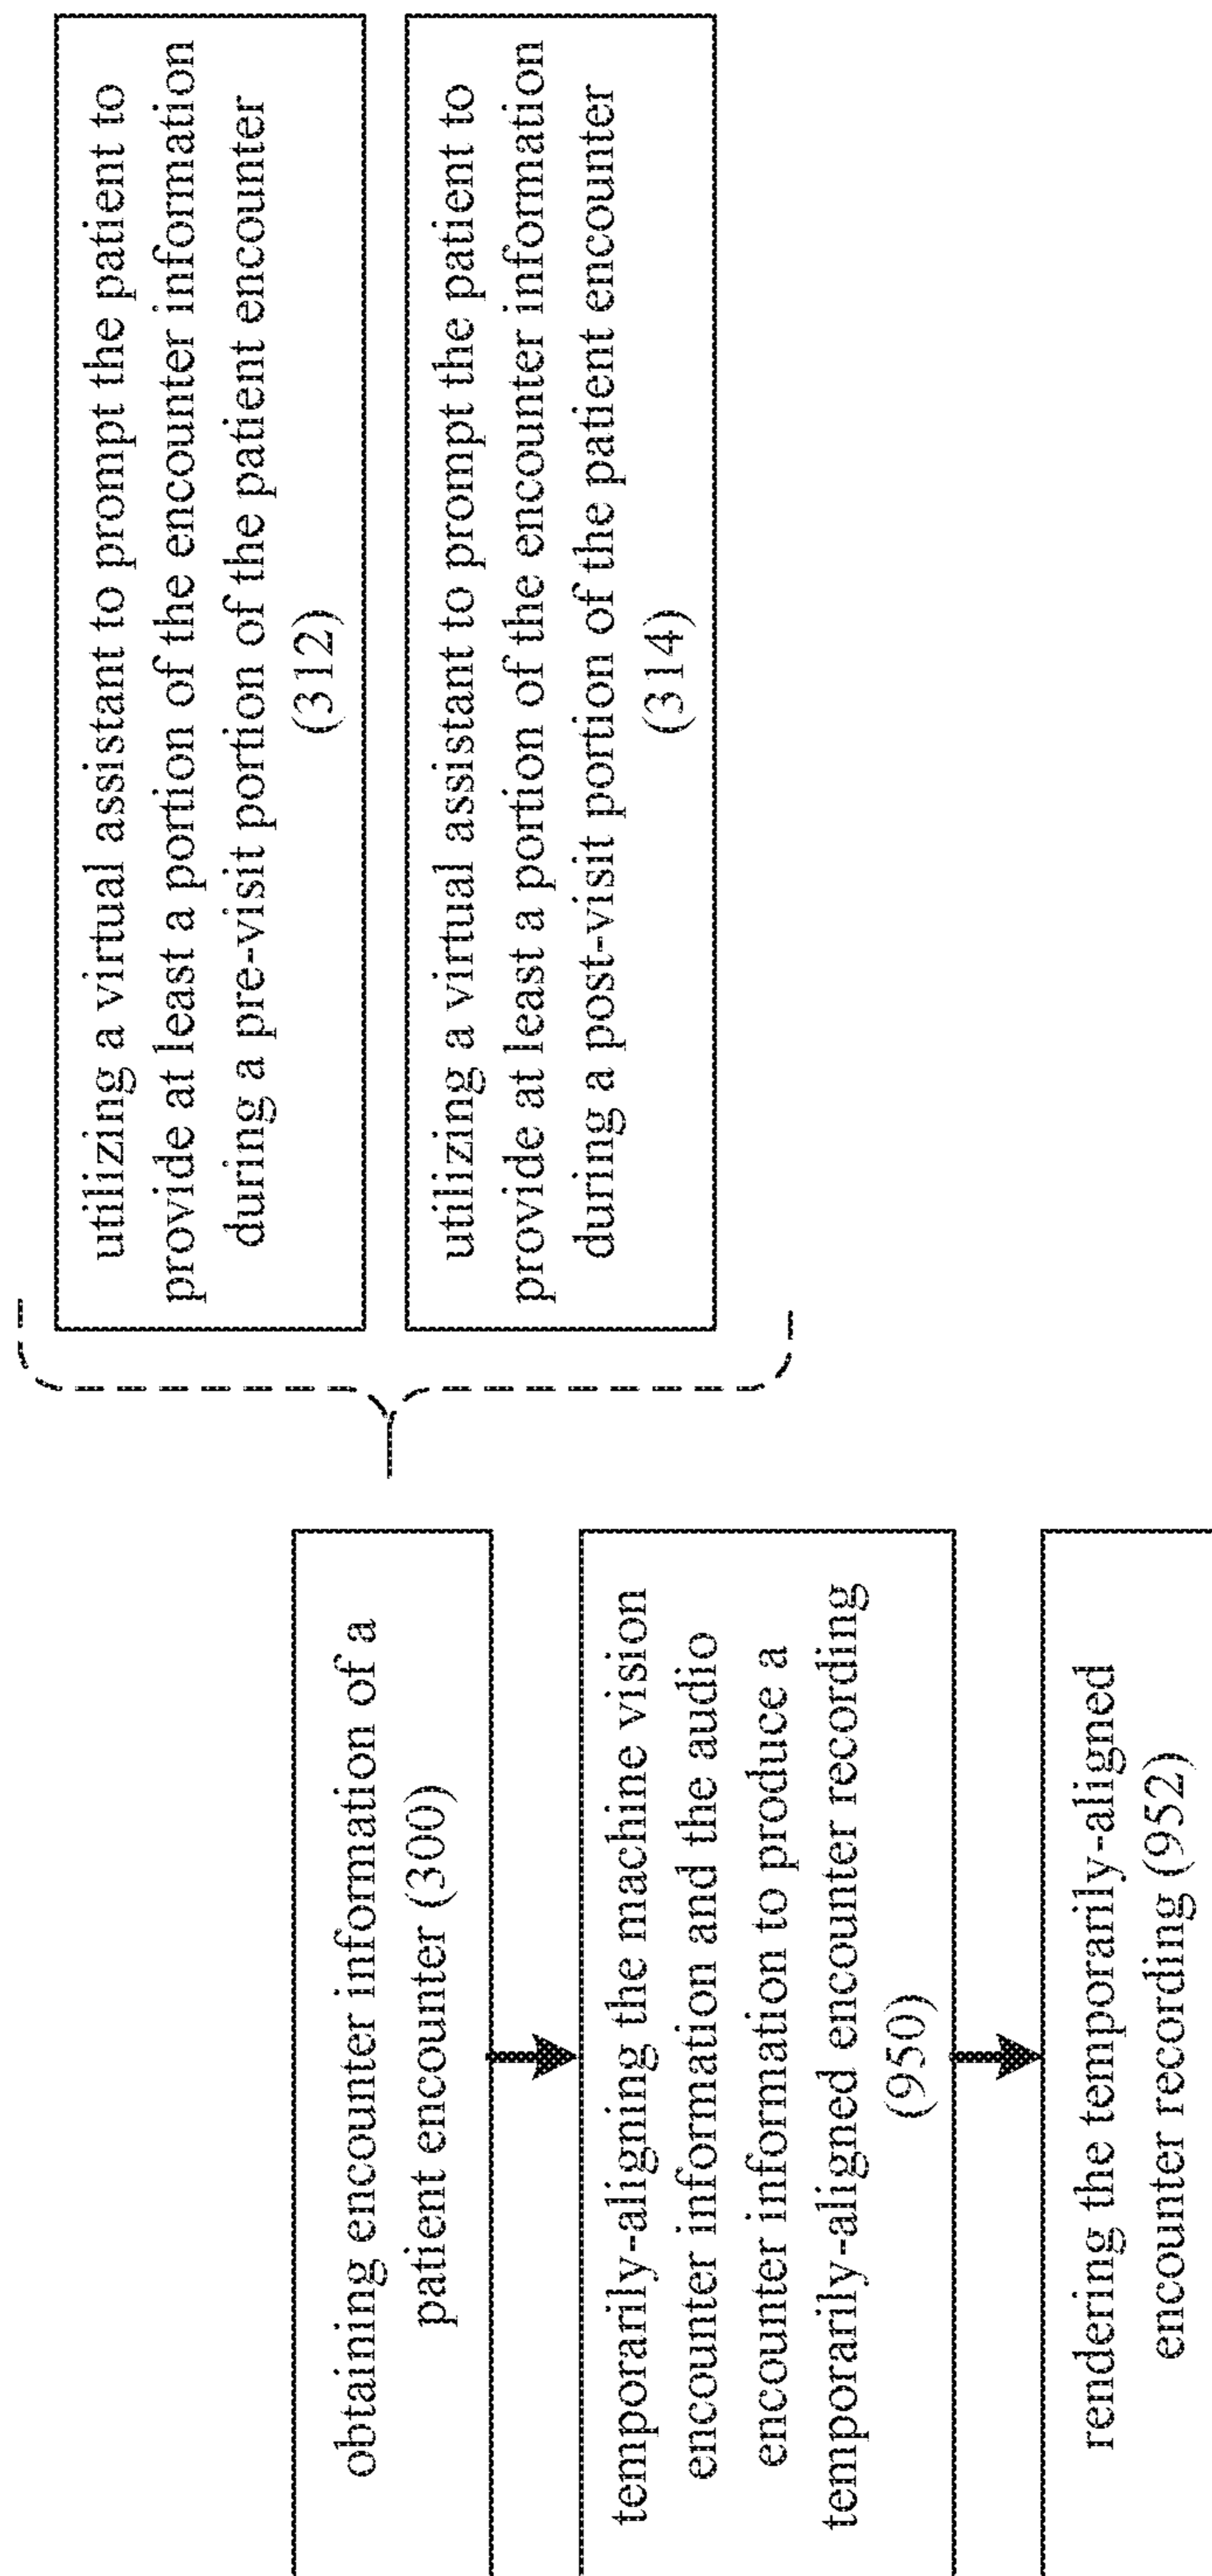 obtaining encounter information of a
patient encounter (300)
temporarily-aligning the machine vision
encounter information and the audio
encounter information to produce a
temporarily-aligned encounter recording
(950)
rendering the temporarily-aligned
encounter recording (952)
utilizing a virtual assistant to prompt the patient to
provide at least a portion of the encounter information
during a pre-visit portion of the patient encounter
(312)
utilizing a virtual assistant to prompt the patient to
provide at least a portion of the encounter information
during a post-visit portion of the patient encounter
(314)